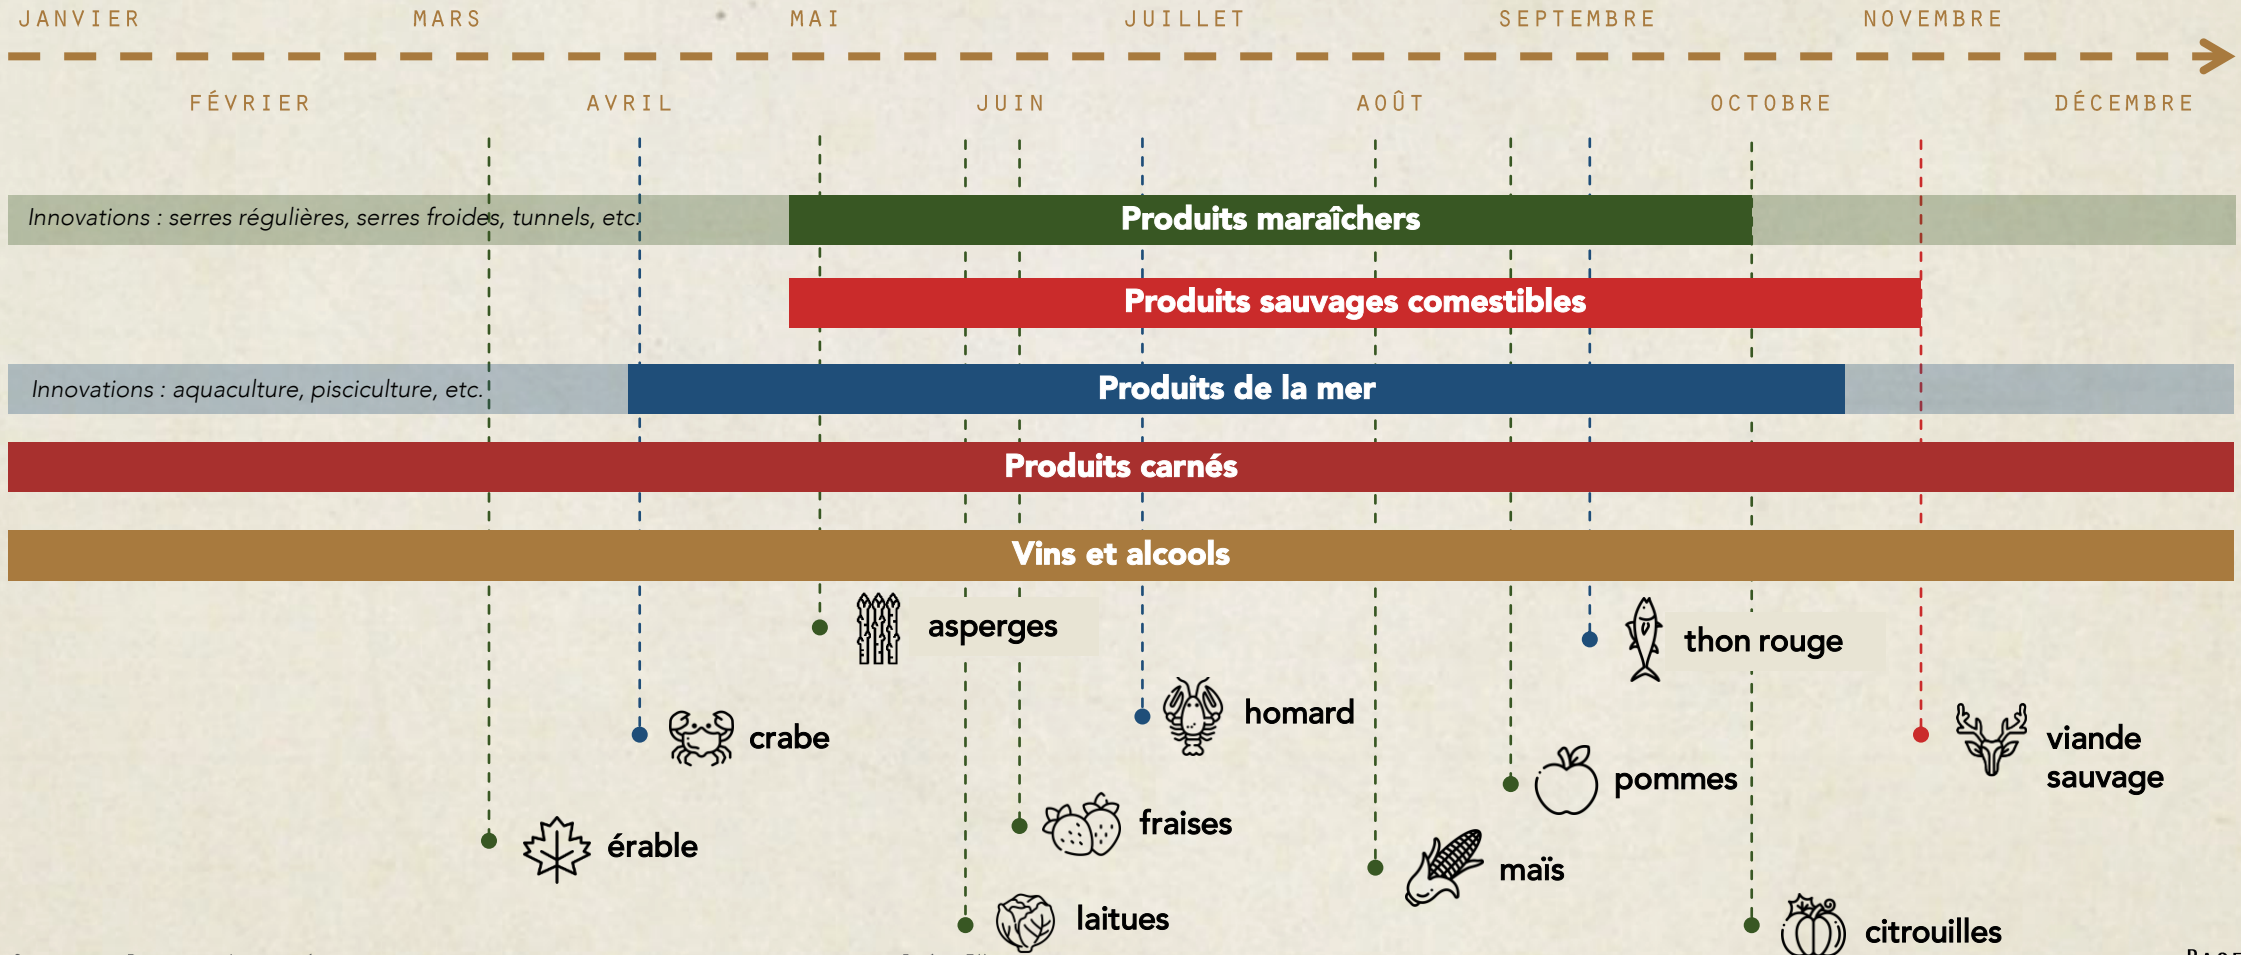 JANVIER
MARS
MAI
JUILLET
SEPTEMBRE
NOVEMBRE
FÉVRIER
AVRIL
JUIN
AOÛT
OCTOBRE
DÉCEMBRE
Innovations : serres régulières, serres froides, tunnels, etc.
Produits maraîchers
Produits sauvages comestibles
Innovations : aquaculture, pisciculture, etc.
Produits de la mer
Produits carnés
Vins et alcools
asperges
thon rouge
homard
crabe
viande
sauvage
pommes
fraises
érable
maïs
laitues
citrouilles